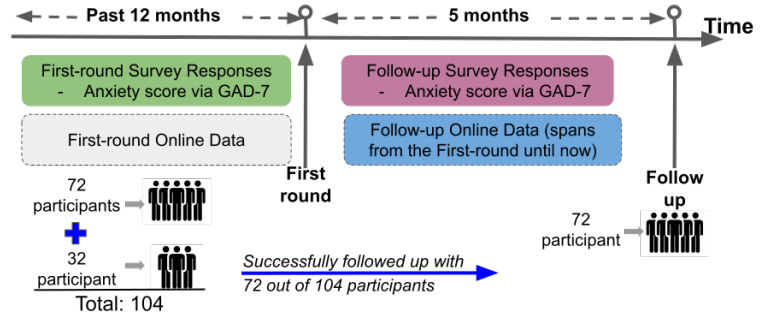 Past 12 months
5 months
Time
First-round Survey Responses
- Anxiety score via GAD-7
Follow-up Survey Responses
- Anxiety score via GAD-7
First-round Online Data
Follow-up Online Data (spans
from the First-round until now)
First
round
Follow
up
72
participants
32
participant
Total: 104
Successfully followed up with
72 out of 104 participants
72
participant